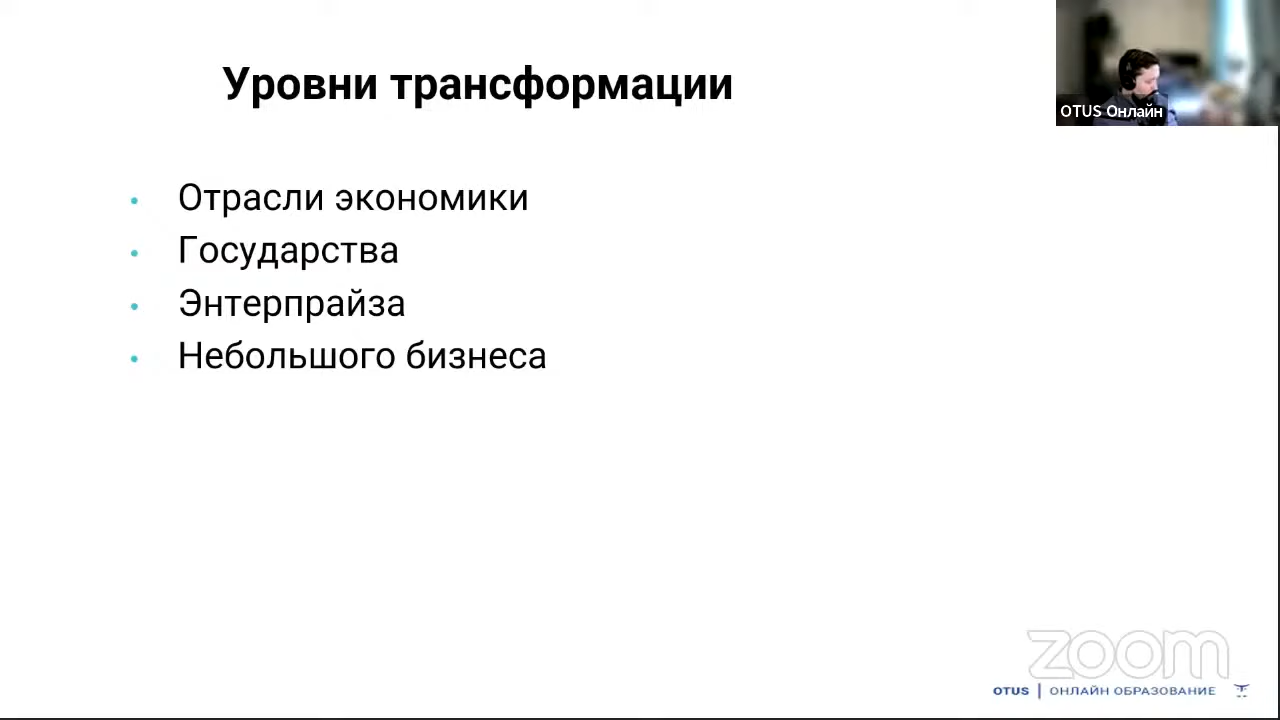 Уровни трансформации
OTUS Онлайн
• Отрасли экономики
• Государства
• Энтерпрайза
• Небольшого бизнеса
zoom
OTUS | ОНЛАЙН ОБРАЗОВАНИЕ